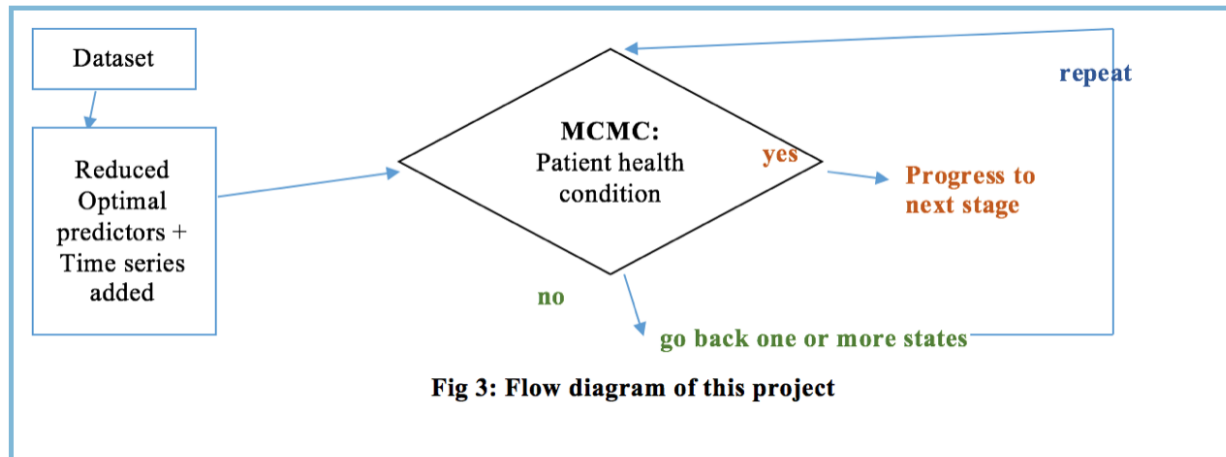 Dataset
Reduced
Optimal
predictors +
Time series
added
MCMC:
Patient health
condition
yes
no
repeat
Progress to
next stage
go back one or more states
Fig 3: Flow diagram of this project